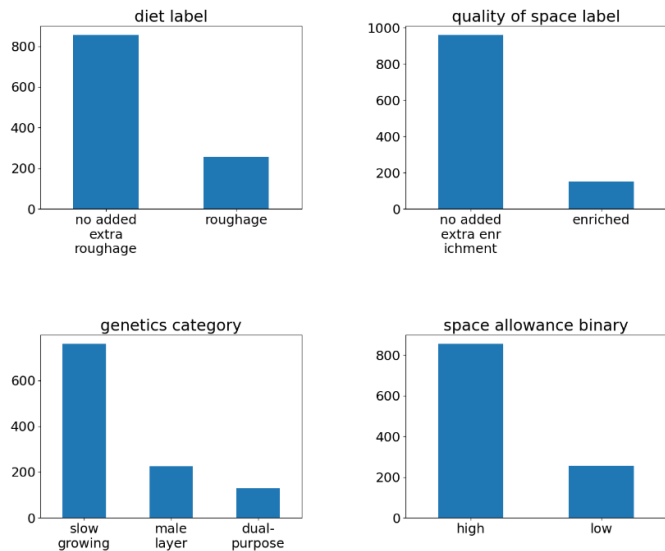 diet label
800
600
400
200
0
no added
extra
roughage
roughage
quality of space label
1000
800
600
400
200
0
no added
extra enr
ichment
enriched
genetics category
600
400
200
0
slow
growing
male
layer
dual-
purpose
space allowance binary
800
600
400
200
0
high
low